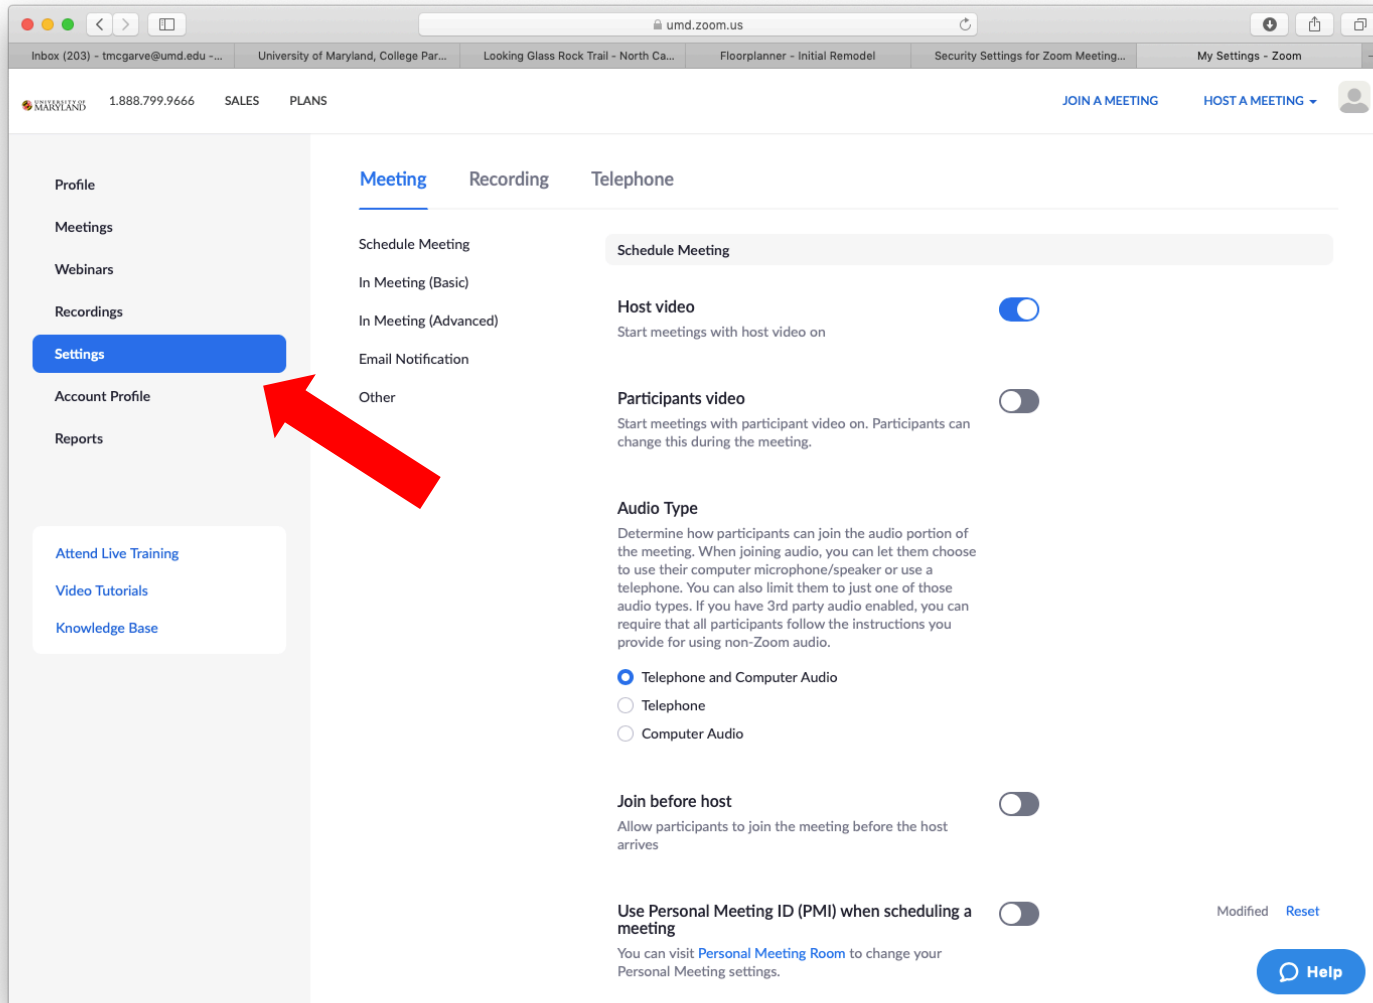 umd.zoom.us
Inbox (203) - tmcgarve@umd.edu -...
University of Maryland, College Par...
Looking Glass Rock Trail - North Ca...
Floorplanner - Initial Remodel
Security Settings for Zoom Meeting...
My Settings - Zoom
UNIVERSITY OF
MARYLAND
1.888.799.9666
SALES
PLANS
JOIN A MEETING
HOST A MEETING
Profile
Meetings
Webinars
Recordings
Settings
Account Profile
Reports
Attend Live Training
Video Tutorials
Knowledge Base
Meeting
Recording
Telephone
Schedule Meeting
In Meeting (Basic)
In Meeting (Advanced)
Email Notification
Other
Schedule Meeting
Host video
Start meetings with host video on
Participants video
Start meetings with participant video on. Participants can
change this during the meeting.
Audio Type
Determine how participants can join the audio portion of
the meeting. When joining audio, you can let them choose
to use their computer microphone/speaker or use a
telephone. You can also limit them to just one of those
audio types. If you have 3rd party audio enabled, you can
require that all participants follow the instructions you
provide for using non-Zoom audio.
Telephone and Computer Audio
Telephone
Computer Audio
Join before host
Allow participants to join the meeting before the host
arrives
Use Personal Meeting ID (PMI) when scheduling a
meeting
Modified Reset
You can visit Personal Meeting Room to change your
Personal Meeting settings.
Help